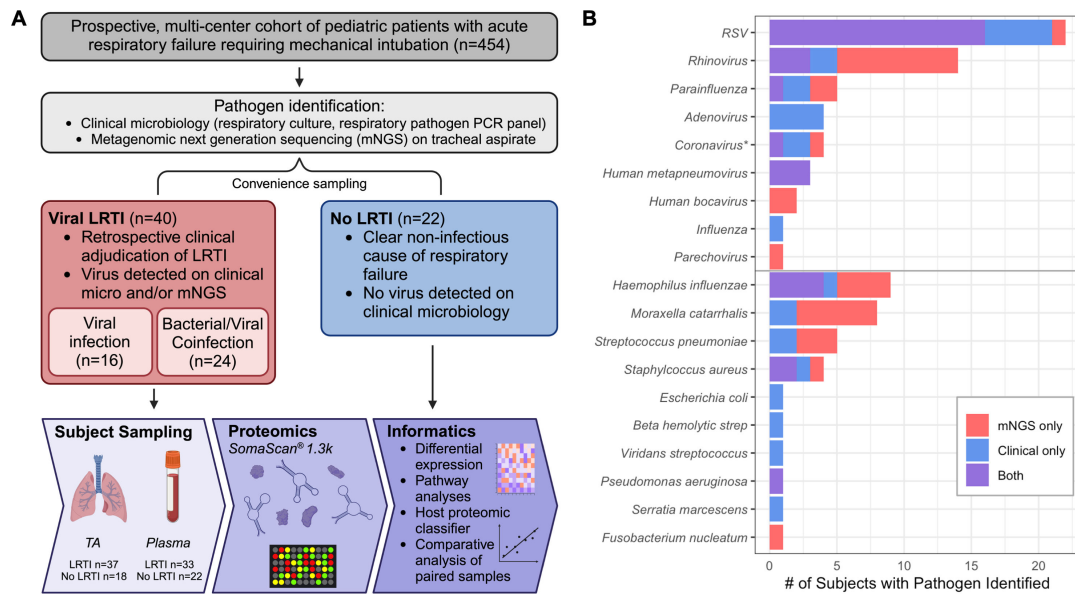 A
Prospective, multi-center cohort of pediatric patients with acute
respiratory failure requiring mechanical intubation (n=454)
Pathogen identification:
• Clinical microbiology (respiratory culture, respiratory pathogen PCR panel)
• Metagenomic next generation sequencing (mNGS) on tracheal aspirate
Convenience sampling
Viral LRTI (n=40)
• Retrospective clinical
adjudication of LRTI
• Virus detected on clinical
micro and/or mNGS
Viral
infection
(n=16)
Bacterial/Viral
Coinfection
(n=24)
No LRTI (n=22)
• Clear non-infectious
cause of respiratory
failure
• No virus detected on
clinical microbiology
Subject Sampling
TA
LRTI n=37
No LRTI n=18
Plasma
LRTI n=33
No LRTI n=22
Proteomics
SomaScan® 1.3k
Informatics
• Differential
expression
• Pathway
analyses
• Host proteomic
classifier
• Comparative
analysis of
paired samples
B
RSV
Rhinovirus
Parainfluenza
Adenovirus
Coronavirus*
Human metapneumovirus
Human bocavirus
Influenza
Parechovirus
Haemophilus influenzae
Moraxella catarrhalis
Streptococcus pneumoniae
Staphylcoccus aureus
Escherichia coli
Beta hemolytic strep
Viridans streptococcus
Pseudomonas aeruginosa
Serratia marcescens
Fusobacterium nucleatum
mNGS only
Clinical only
Both
0 5 10 15 20
# of Subjects with Pathogen Identified